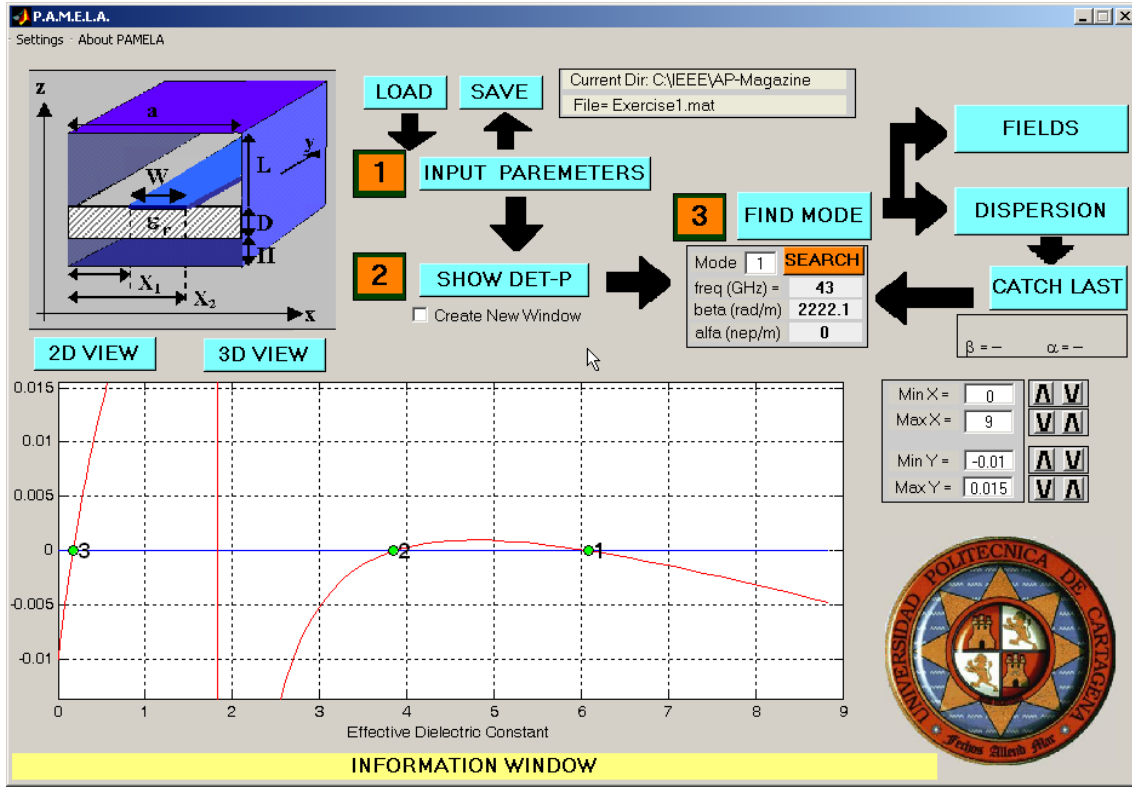 P.A.M.E.L.A.
Settings About PAMELA
z
a
y
L
W
εr
D
H
X1
X2
x
2D VIEW
3D VIEW
LOAD
SAVE
Current Dir: C:\IEEE\AP-Magazine
File= Exercise1.mat
1
INPUT PAREMETERS
2
SHOW DET-P
Create New Window
3
FIND MODE
Mode 1 SEARCH
freq (GHz) = 43
beta (rad/m) 2222.1
alfa (nep/m) 0
FIELDS
DISPERSION
CATCH LAST
β = – α = –
Min X = 0
Max X = 9
Min Y = -0.01
Max Y = 0.015
0.015
0.01
0.005
0
-0.005
-0.01
3
2
1
0 1 2 3 4 5 6 7 8 9
Effective Dielectric Constant
INFORMATION WINDOW
UNIVERSIDAD POLITECNICA DE CARTAGENA
Fechos Allend Mar